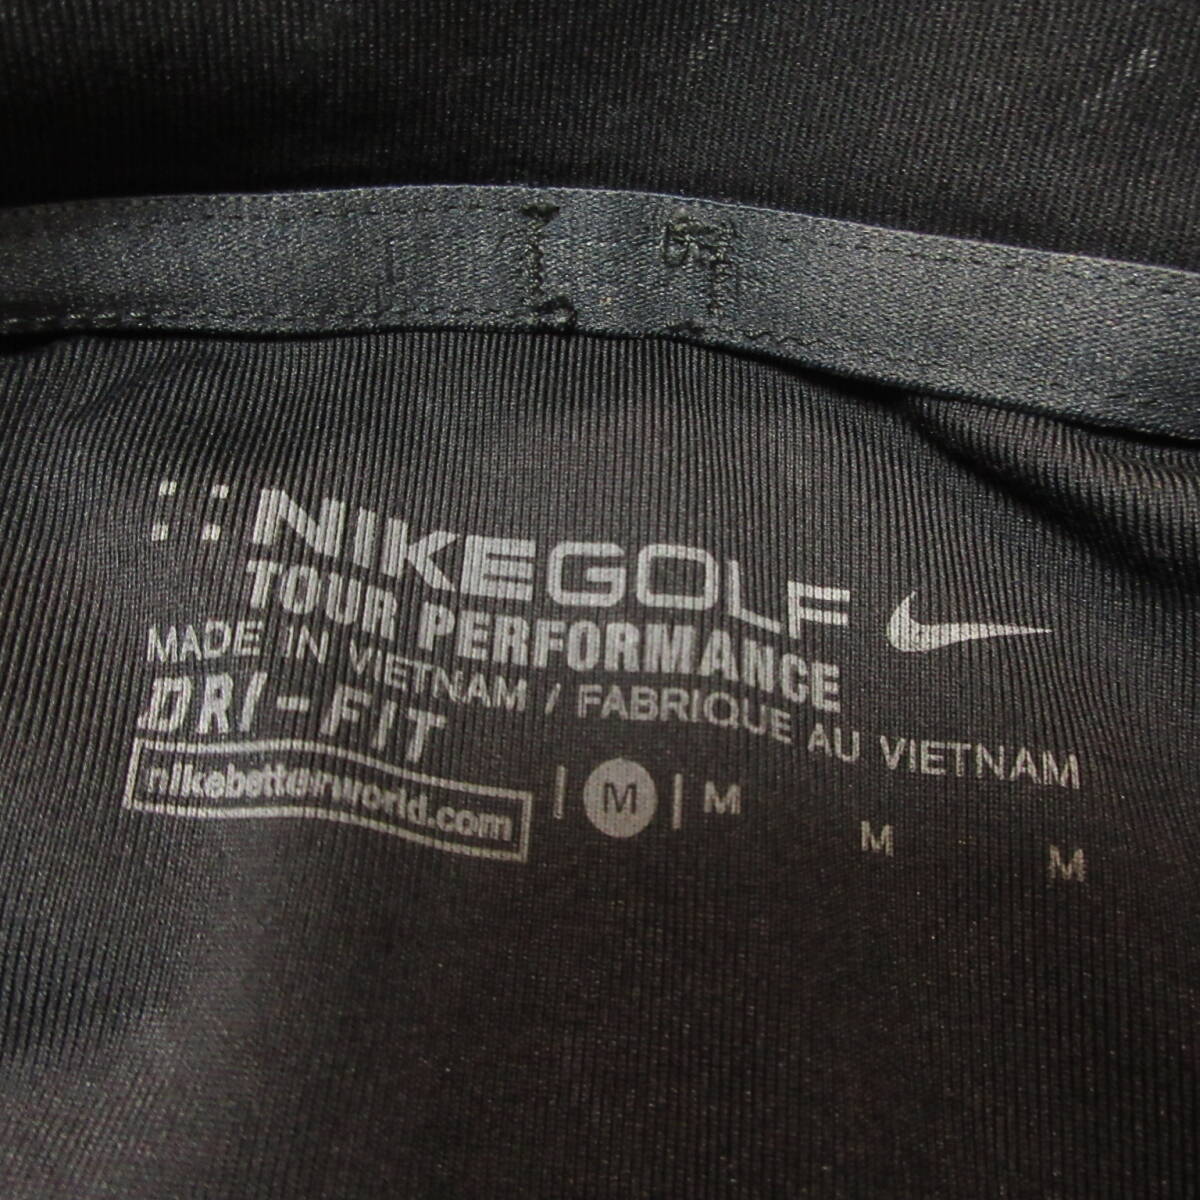 NIKEGOLF
TOUR PERFORMANCE
MADE IN VIETNAM / FABRIQUE AU VIETNAM
DRI-FIT
nikebetterworld.com | M | M M M